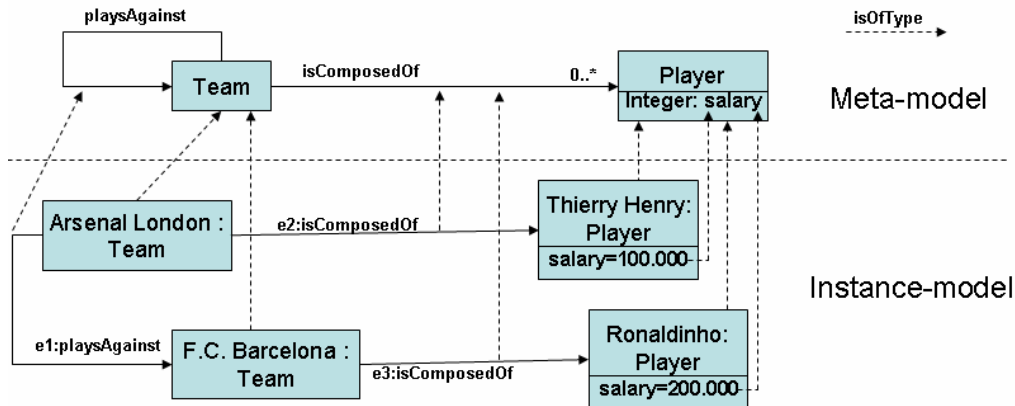 playsAgainst
isOfType
Team
isComposedOf
0..*
Player
Integer: salary
Meta-model
Arsenal London :
Team
e2:isComposedOf
Thierry Henry:
Player
salary=100.000
Instance-model
e1:playsAgainst
F.C. Barcelona :
Team
e3:isComposedOf
Ronaldinho:
Player
salary=200.000